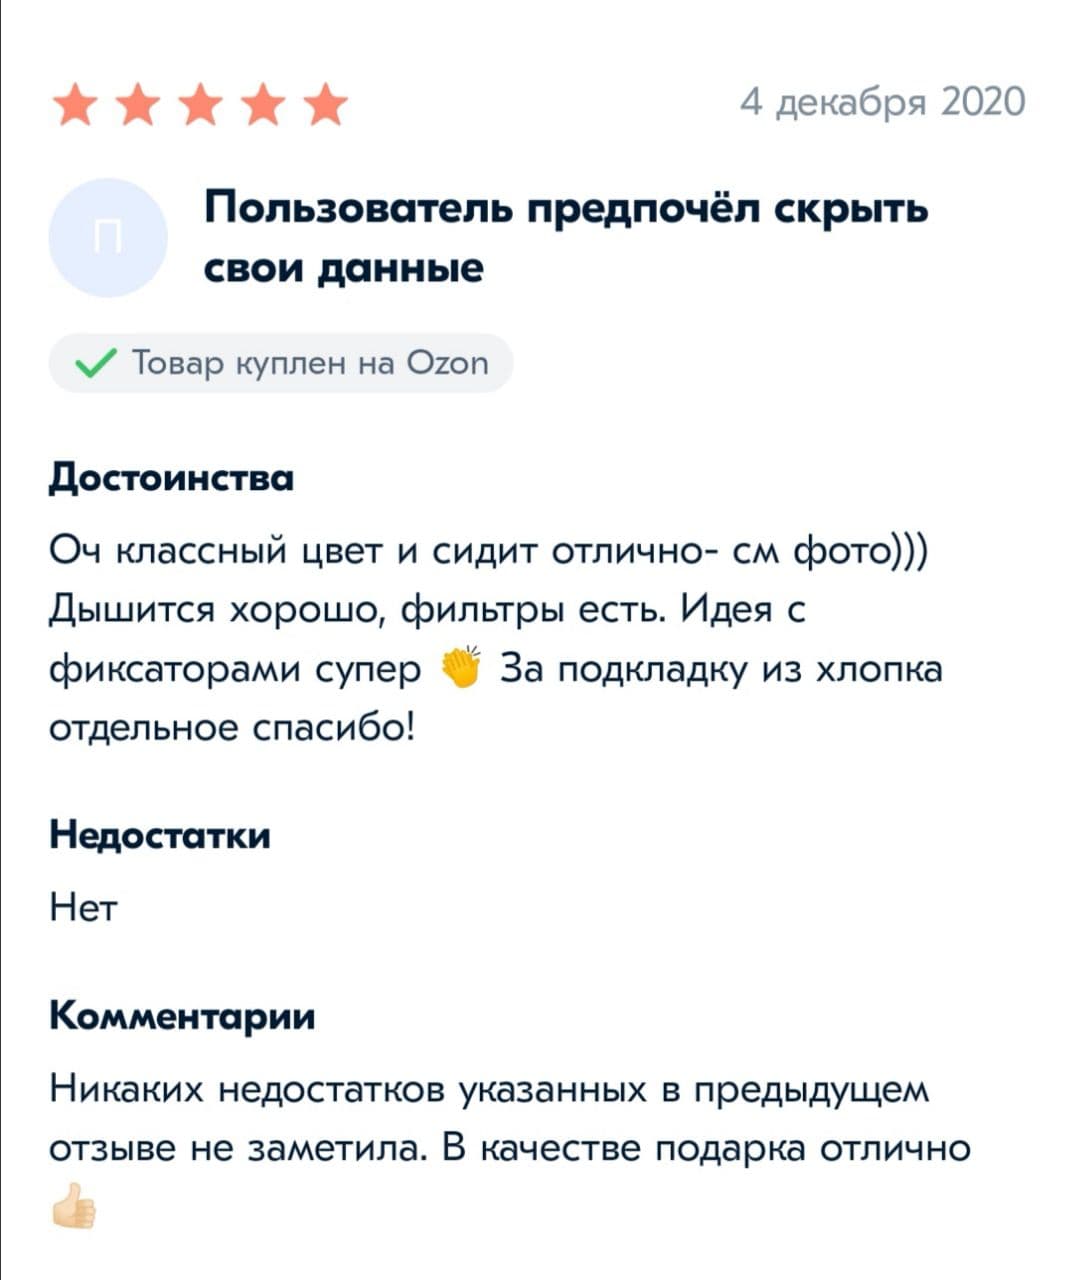 4 декабря 2020
П
Пользователь предпочёл скрыть
свои данные
Товар куплен на Ozon
Достоинства
Оч классный цвет и сидит отлично- см фото)))
Дышится хорошо, фильтры есть. Идея с
фиксаторами супер 👏 За подкладку из хлопка
отдельное спасибо!
Недостатки
Нет
Комментарии
Никаких недостатков указанных в предыдущем
отзыве не заметила. В качестве подарка отлично
👍🏻